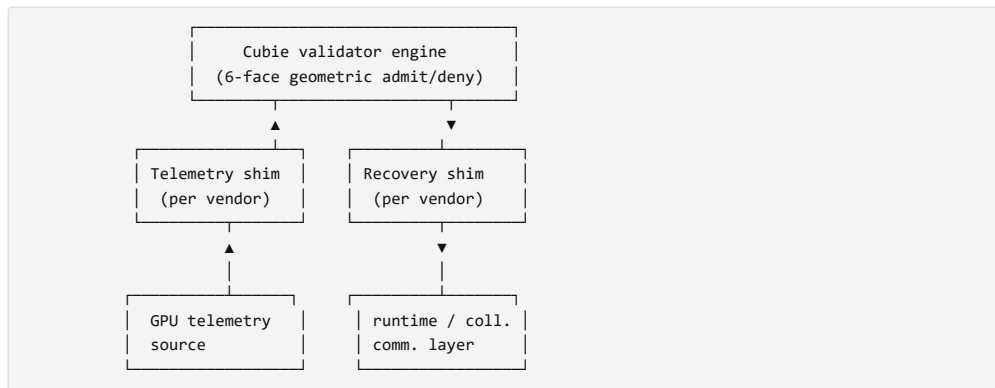 Cubie validator engine
(6-face geometric admit/deny)
Telemetry shim
(per vendor)
Recovery shim
(per vendor)
GPU telemetry
source
runtime / coll.
comm. layer